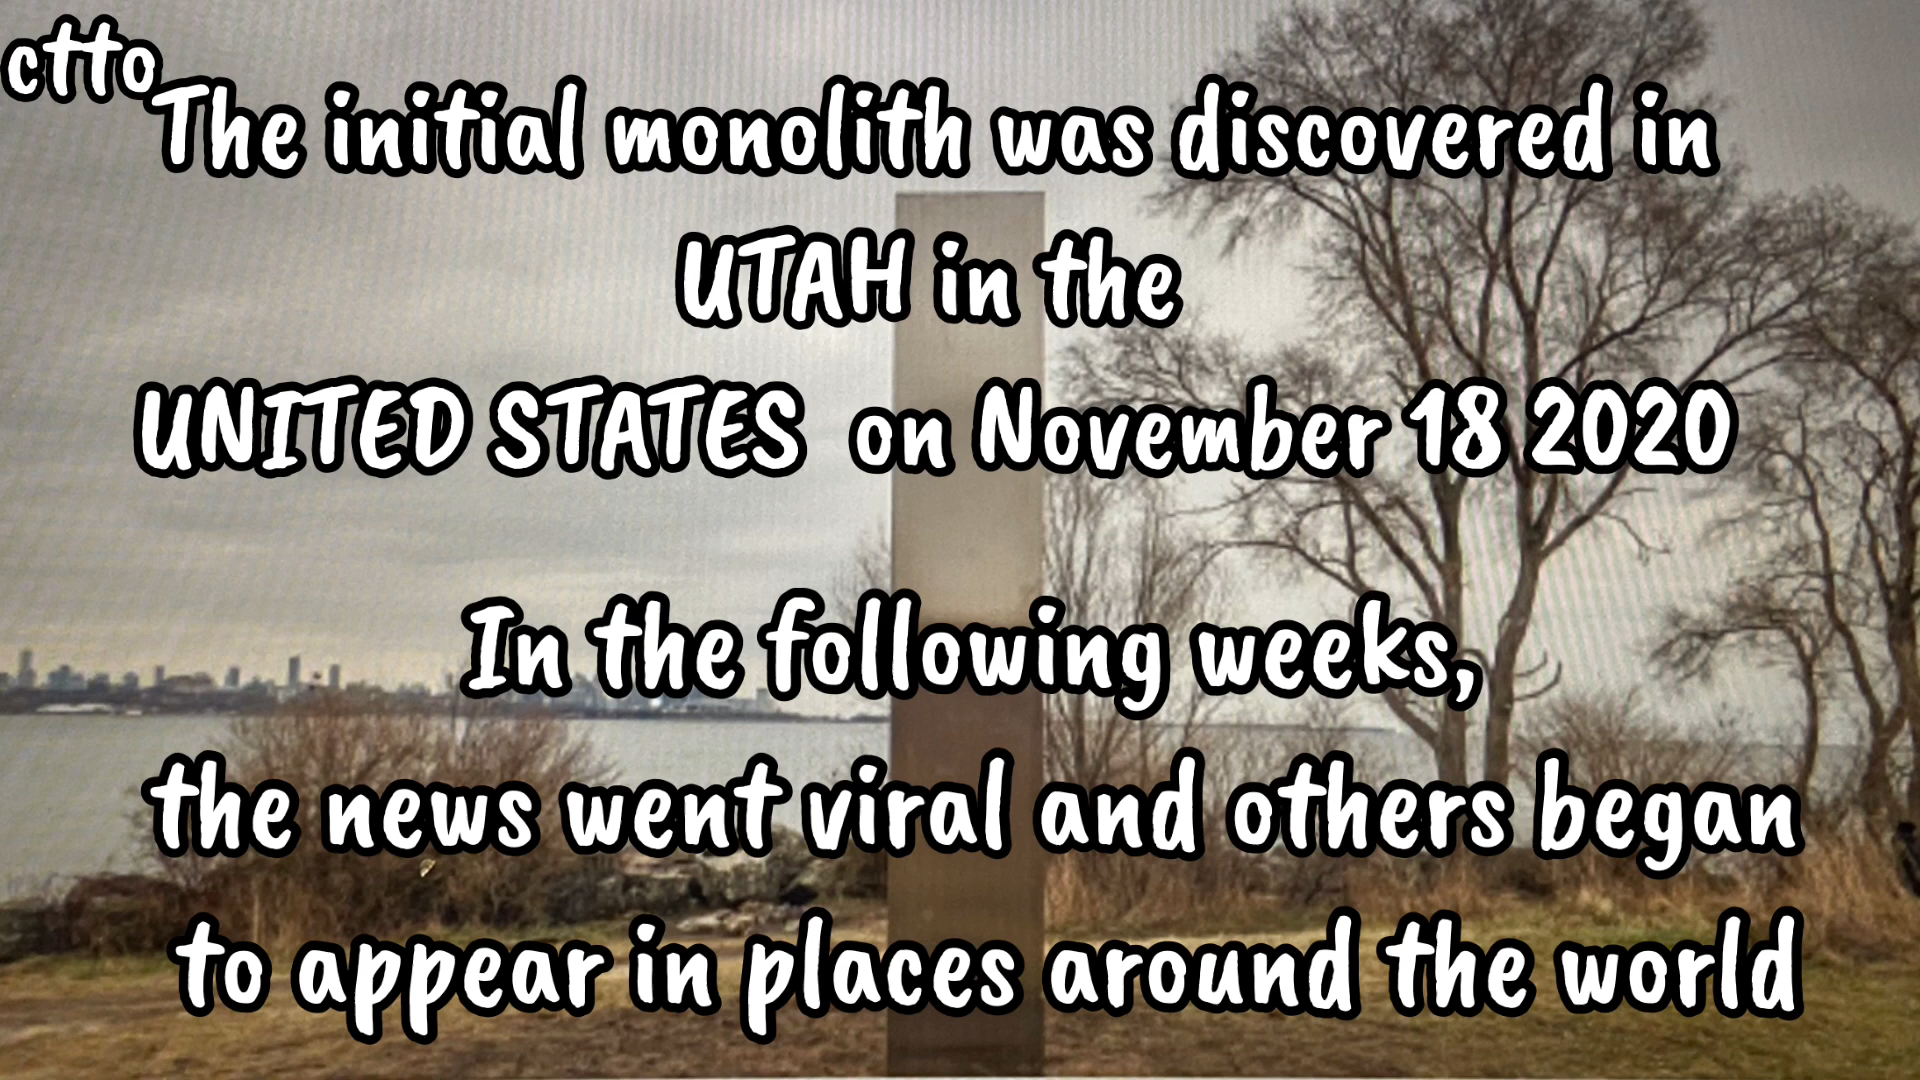 ctto
The initial monolith was discovered in
UTAH in the
UNITED STATES on November 18 2020
In the following weeks,
the news went viral and others began
to appear in places around the world